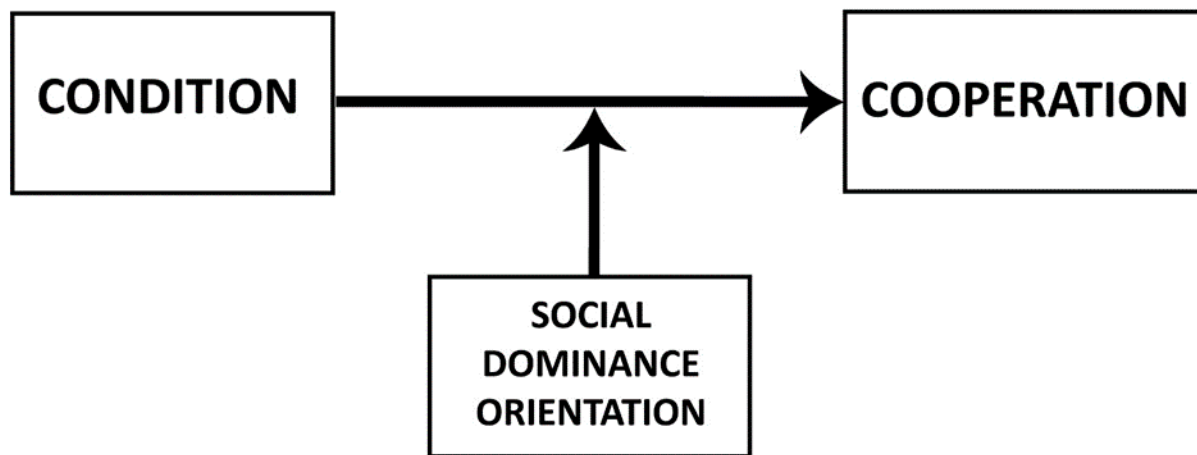 CONDITION
COOPERATION
SOCIAL
DOMINANCE
ORIENTATION